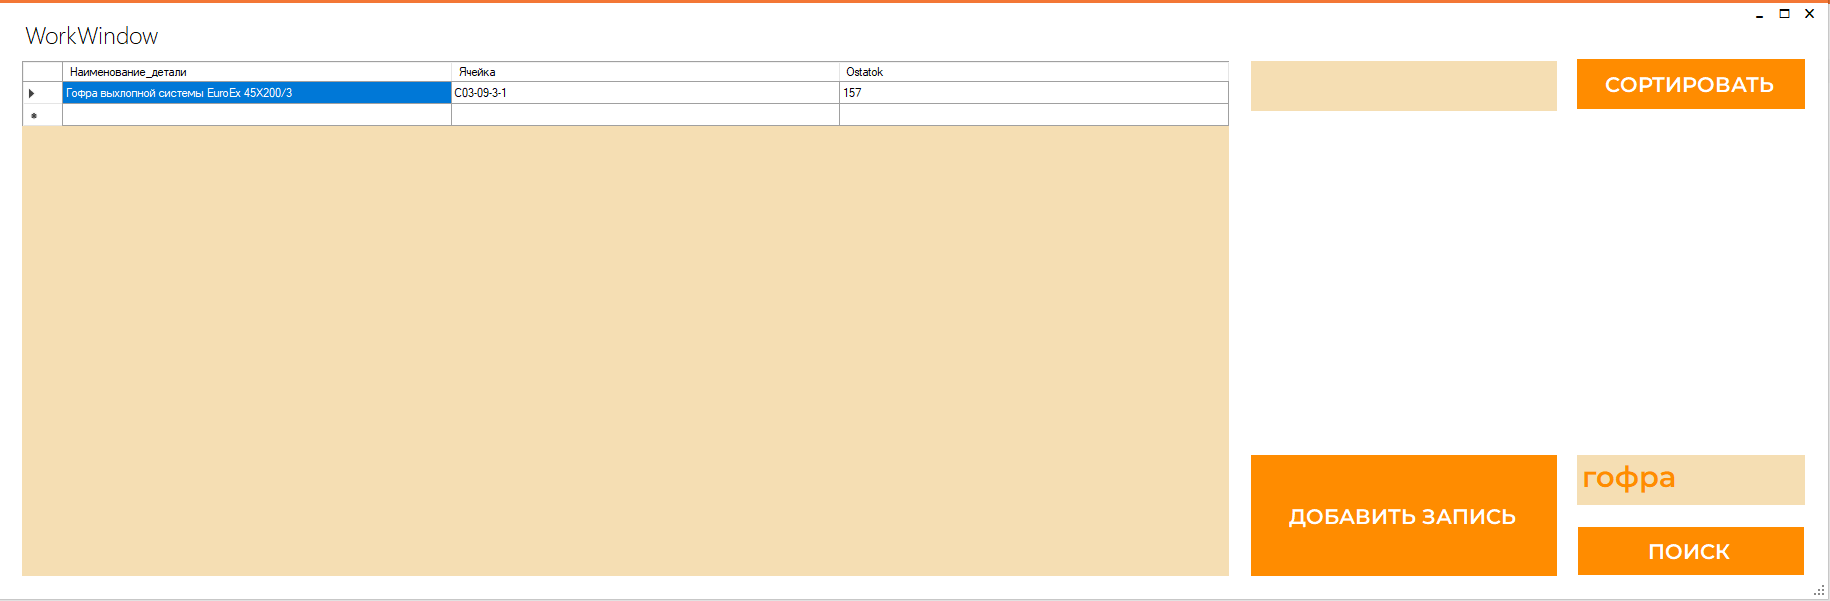 WorkWindow
Наименование_детали Ячейка Ostatok
Гофра выхлопной системы EuroEx 45X200/3 C03-09-3-1 157
СОРТИРОВАТЬ
ДОБАВИТЬ ЗАПИСЬ
гофра
ПОИСК